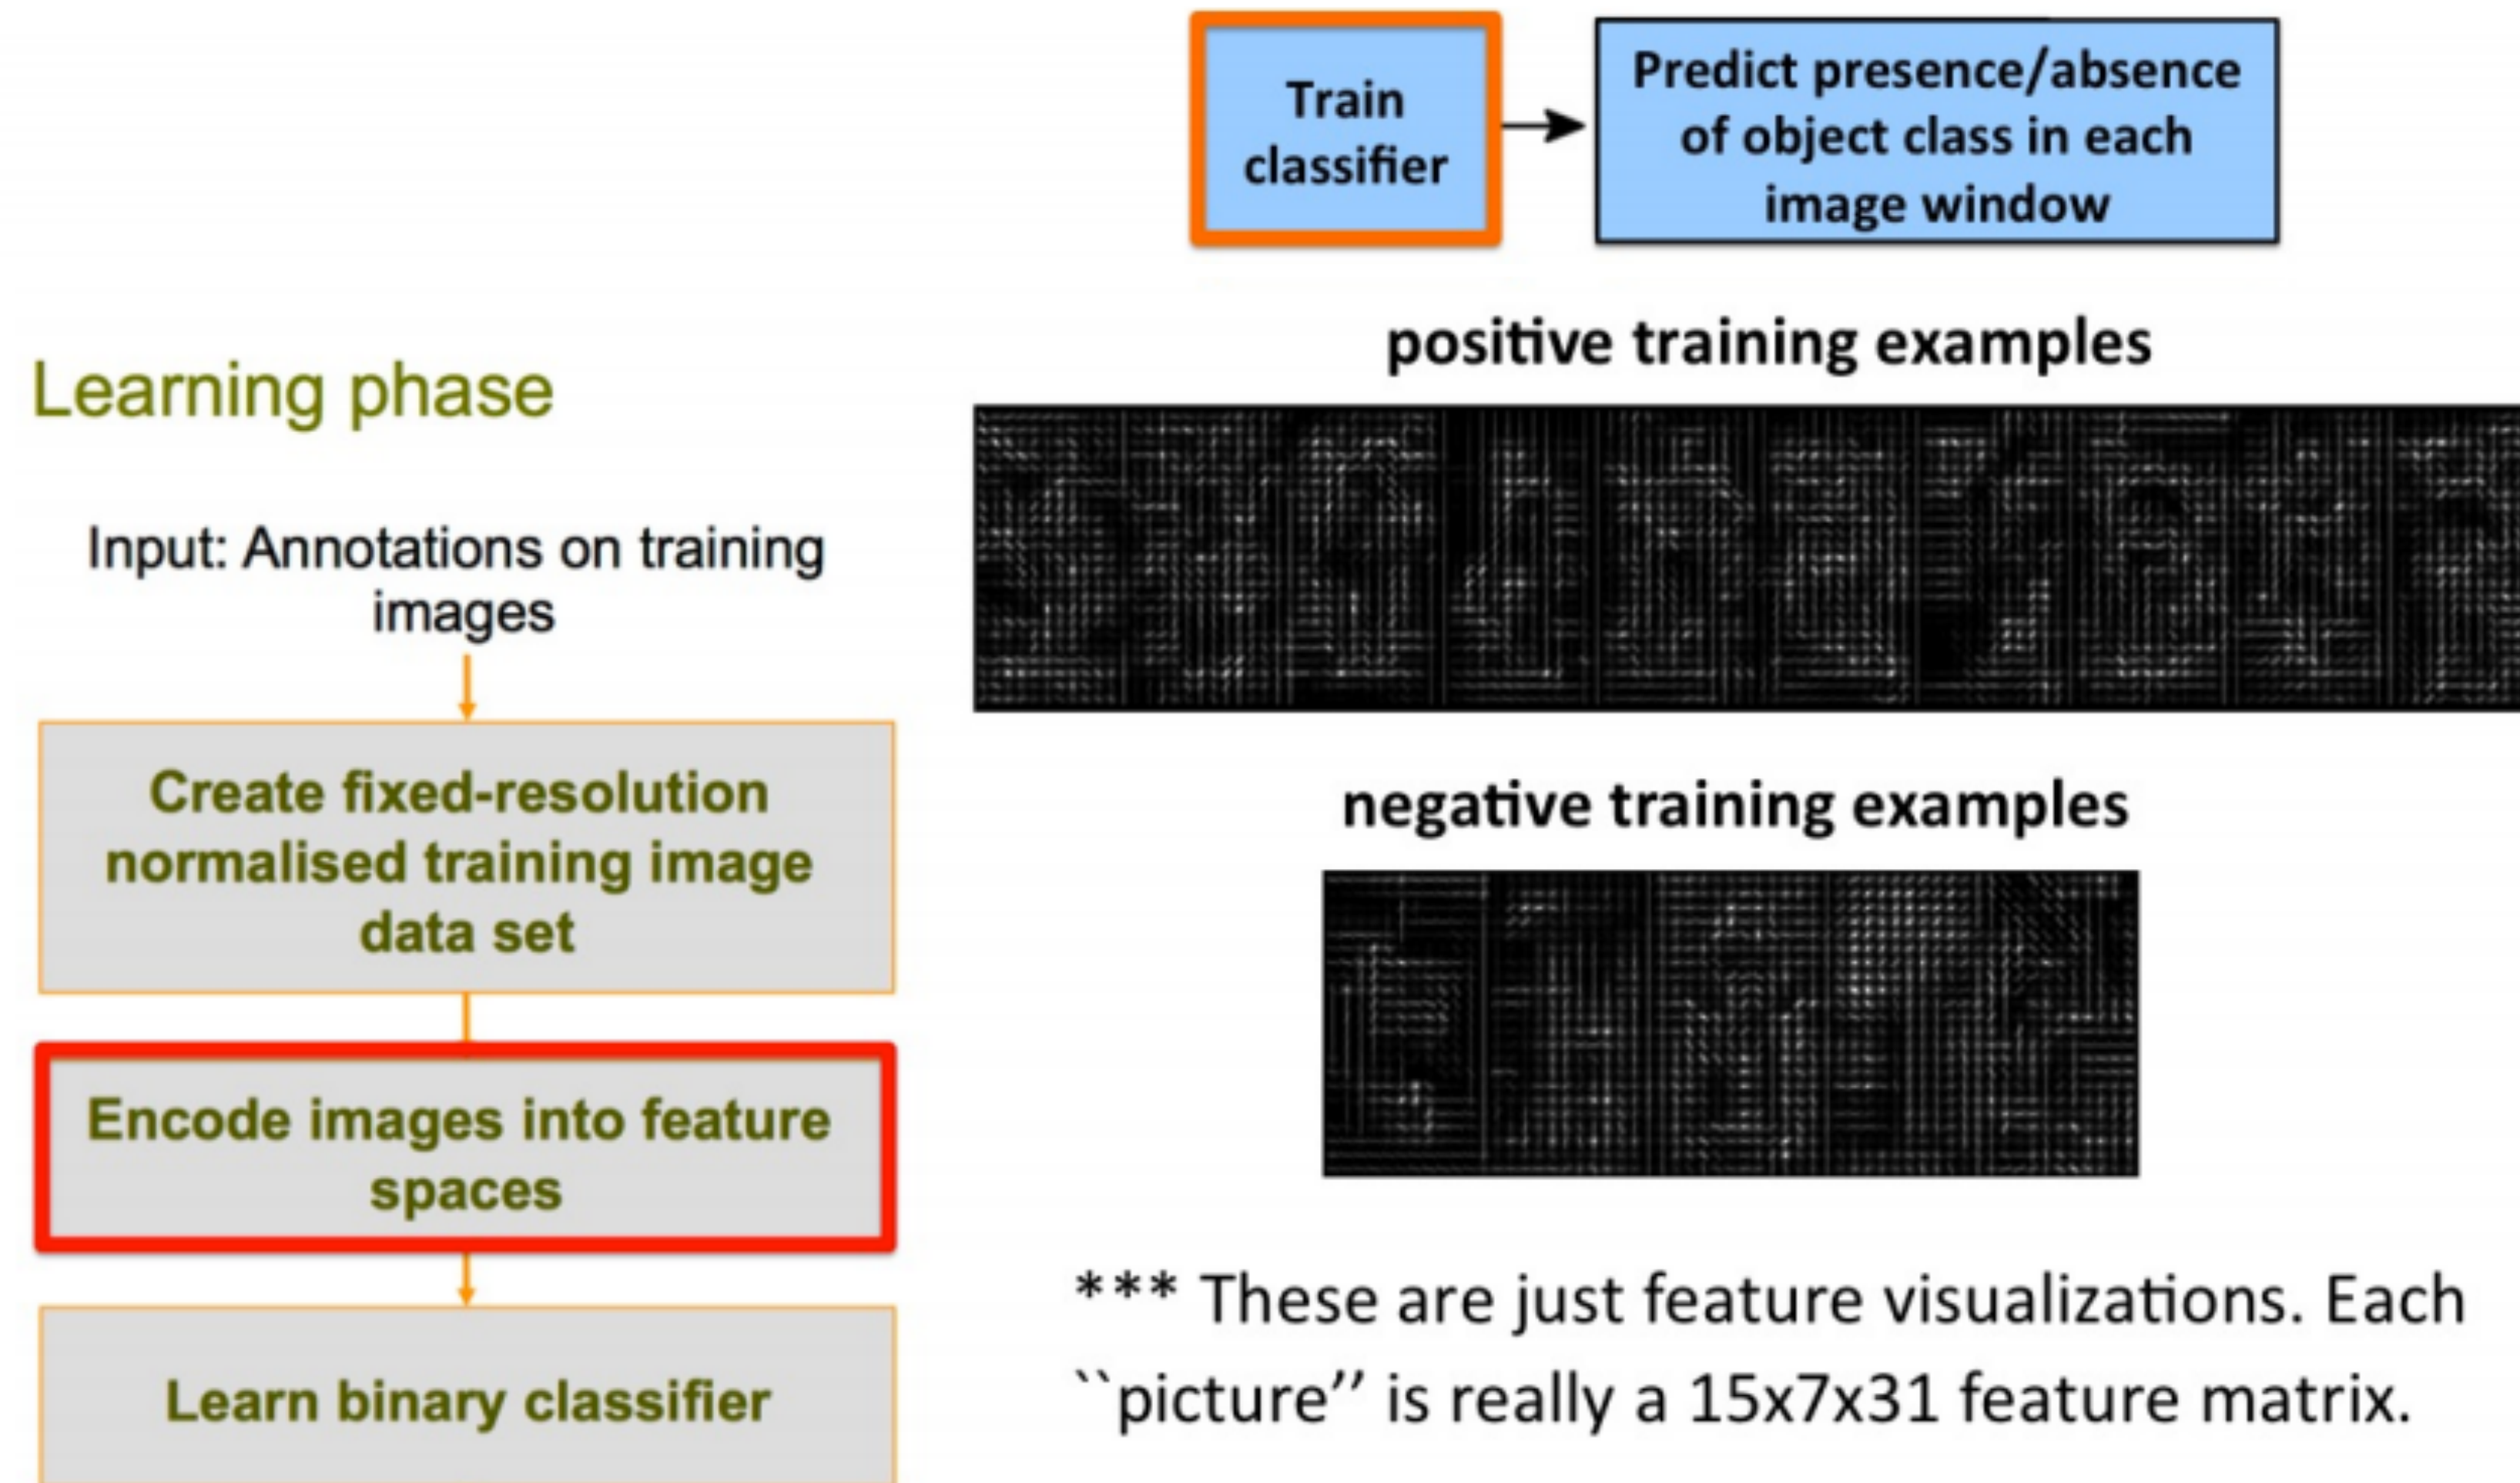 Train
classifier
Predict presence/absence
of object class in each
image window
Learning phase
Input: Annotations on training
images
Create fixed-resolution
normalised training image
data set
Encode images into feature
spaces
Learn binary classifier
positive training examples
negative training examples
*** These are just feature visualizations. Each
``picture’’ is really a 15x7x31 feature matrix.